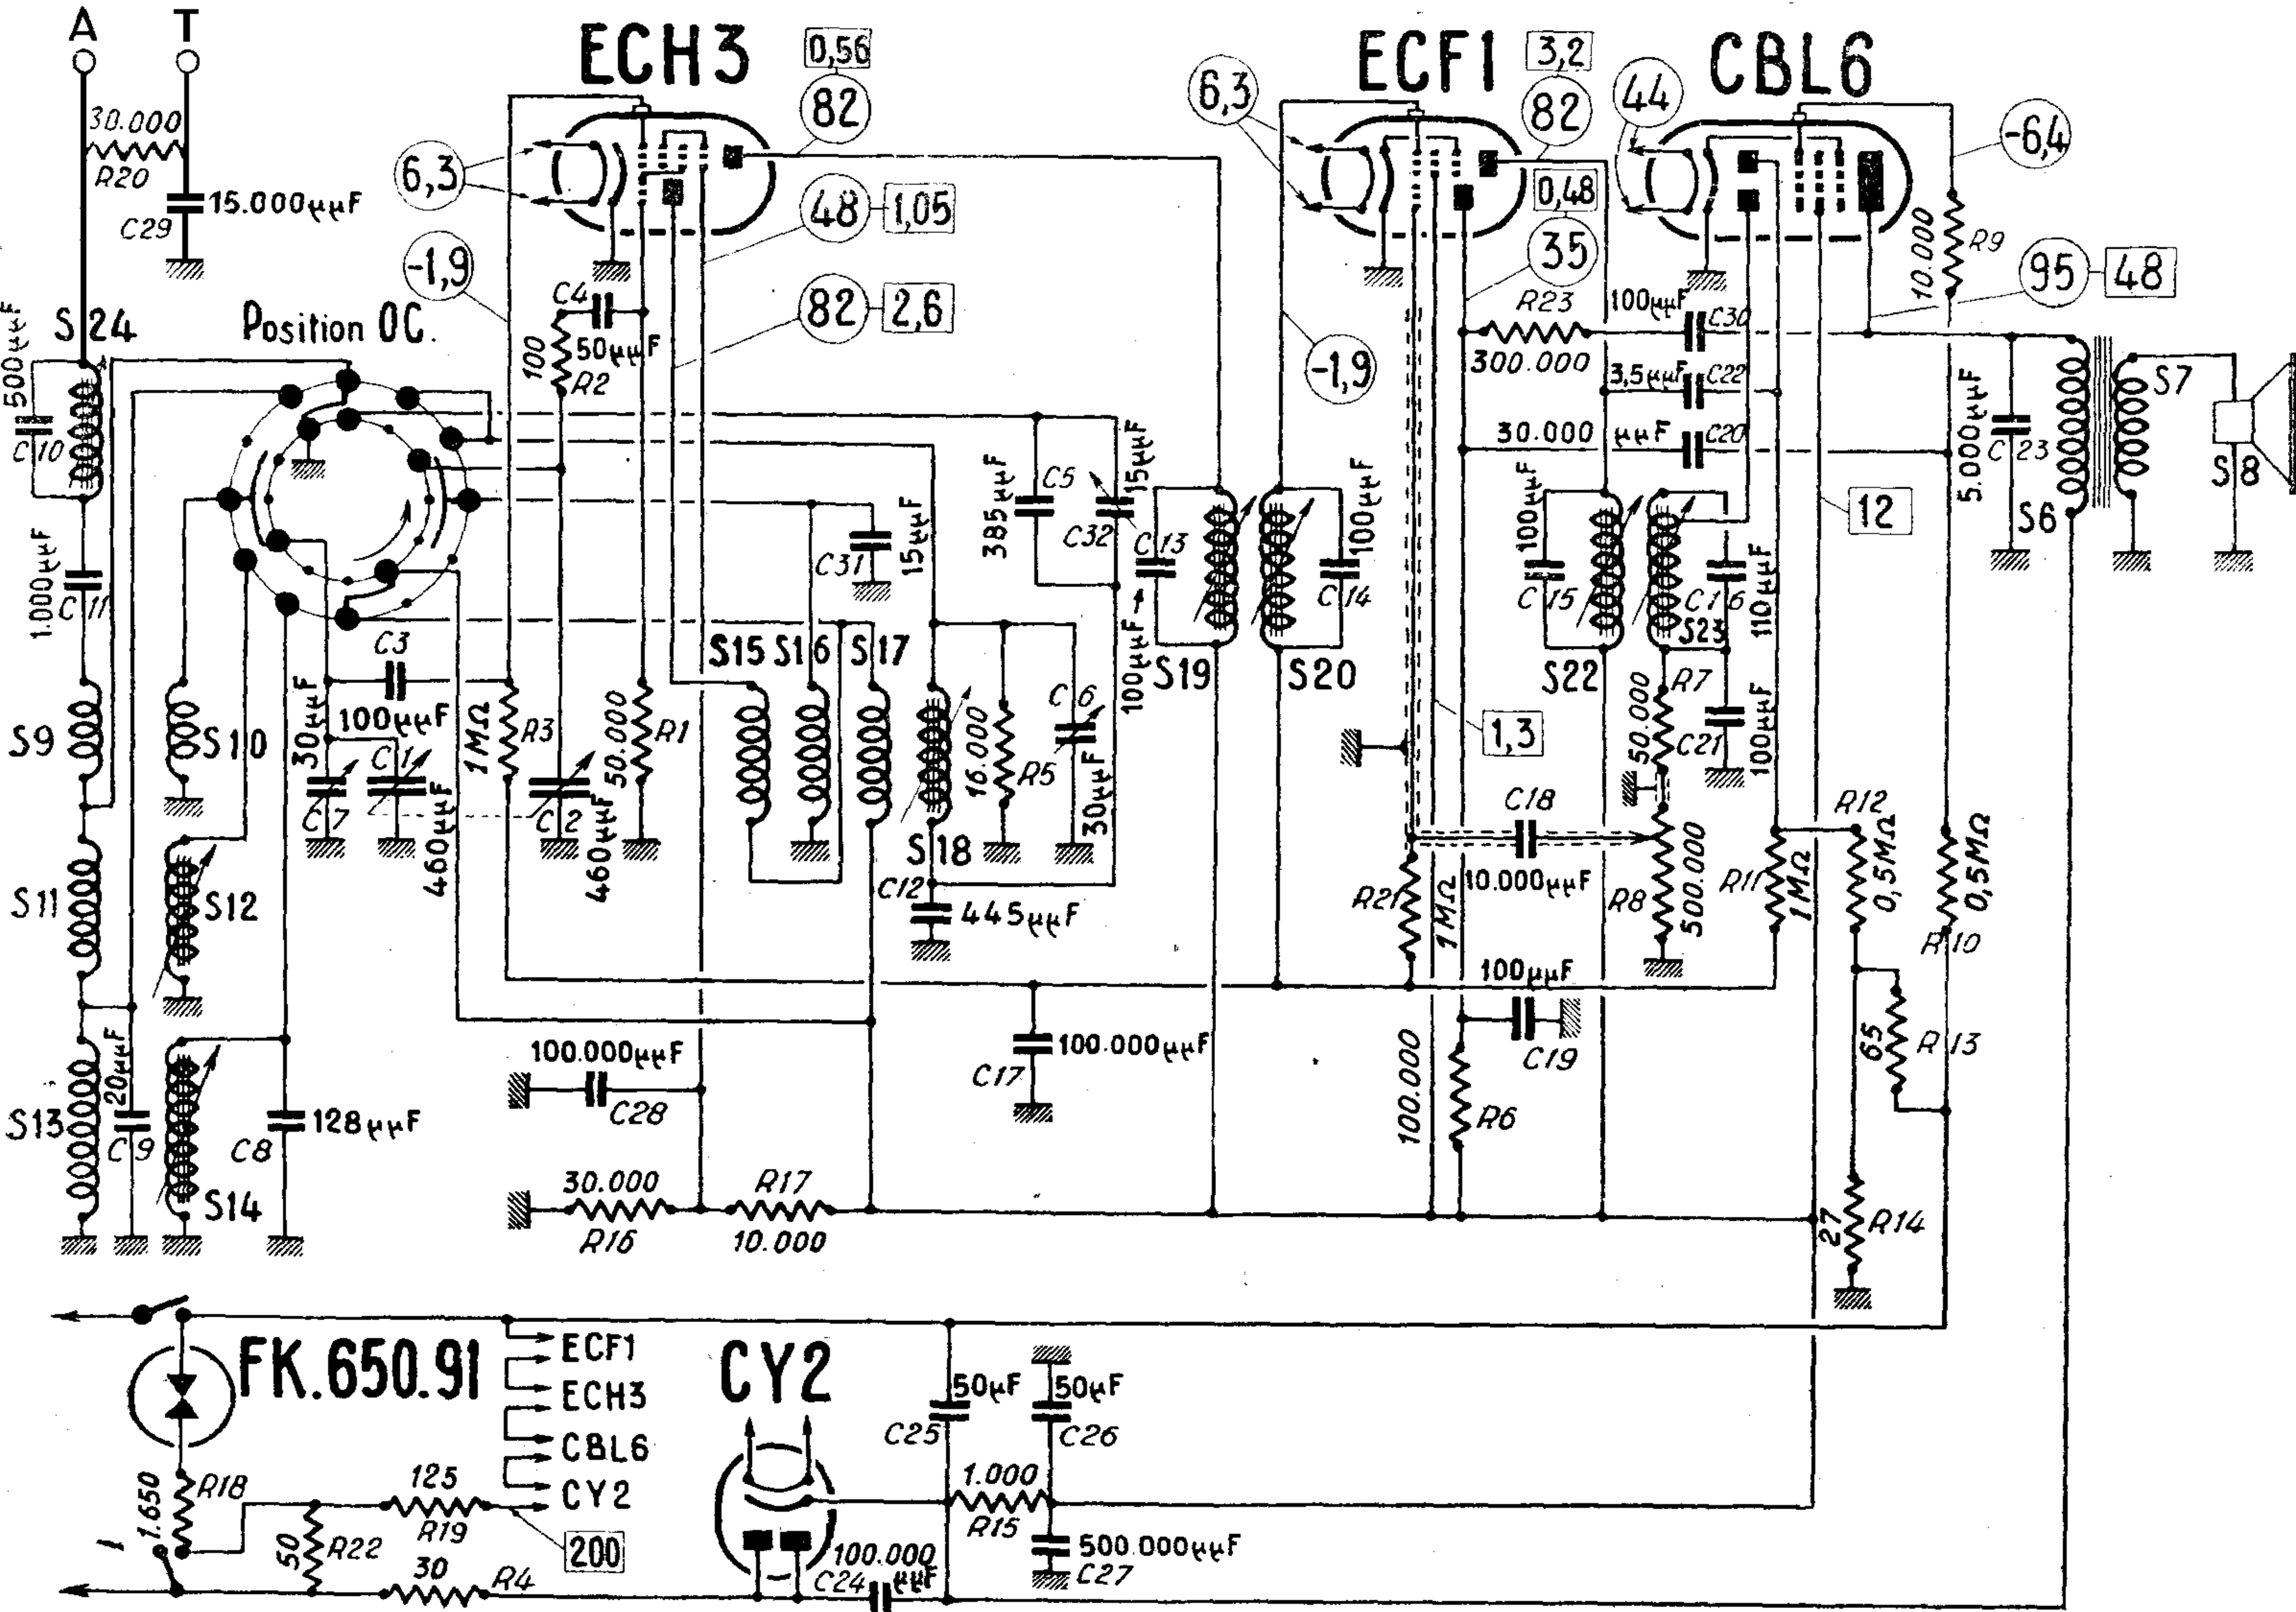 A
T
ECH3
0,56
82
ECF1
3,2
82
CBL6
6,3
44
30.000
R20
15.000µµF
C29
6,3
48
1,05
0,48
35
-6,4
R9
10.000
-1,9
82
2,6
95
48
S24
Position OC.
C4
50µµF
100
R2
R23
300.000
100µµF
C30
-1,9
500µµF
C10
3,5µµF
C22
30.000 µµF
C20
5.000µµF
C23
S7
S8
S6
1.000µµF
C11
C31
15µµF
385µµF
C5
15µµF
C32
C13
100µµF
100µµF
C14
100µµF
C15
C16
110µµF
S23
12
S15
S16
S17
S19
S20
S22
C3
100µµF
S9
S10
30µµF
C7
C1
460µµF
1MΩ
R3
C2
460µµF
50.000
R1
16.000
R5
C6
30µµF
S18
R7
50.000
C21
100µµF
1,3
C18
10.000µµF
R12
0,5MΩ
0,5MΩ
R10
S11
S12
C12
445µµF
R21
1MΩ
R8
500.000
R11
1MΩ
100µµF
C19
65
R13
20µµF
C9
S13
S14
C8
128µµF
100.000µµF
C28
C17
100.000µµF
100.000
R6
30.000
R16
R17
10.000
27
R14
FK.650.91
ECF1
ECH3
CBL6
CY2
CY2
50µF
C25
50µF
C26
1.650
R18
125
R19
1.000
R15
I
50
R22
200
30
R4
100.000
µµF
C24
500.000µµF
C27